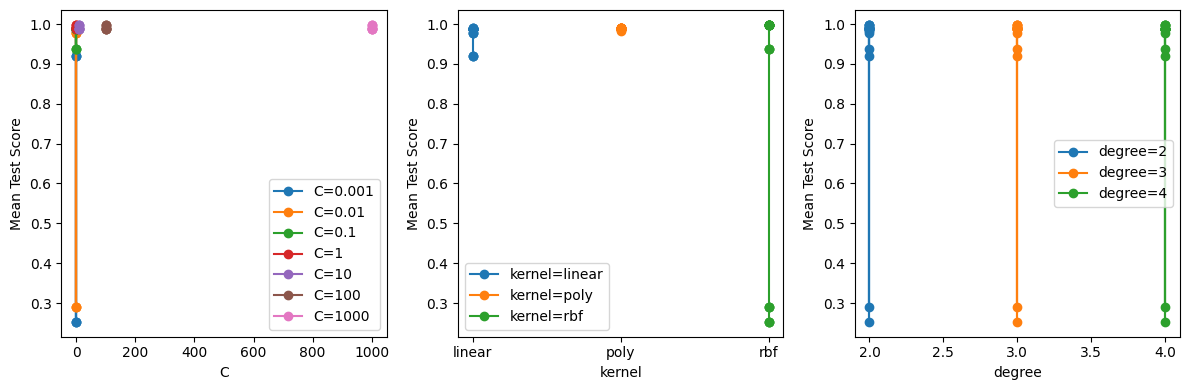 1.0
0.9
0.8
0.7
0.6
0.5
0.4
0.3
Mean Test Score
C=0.001
C=0.01
C=0.1
C=1
C=10
C=100
C=1000
0 200 400 600 800 1000
C
1.0
0.9
0.8
0.7
0.6
0.5
0.4
0.3
Mean Test Score
kernel=linear
kernel=poly
kernel=rbf
linear poly rbf
kernel
1.0
0.9
0.8
0.7
0.6
0.5
0.4
0.3
Mean Test Score
degree=2
degree=3
degree=4
2.0 2.5 3.0 3.5 4.0
degree